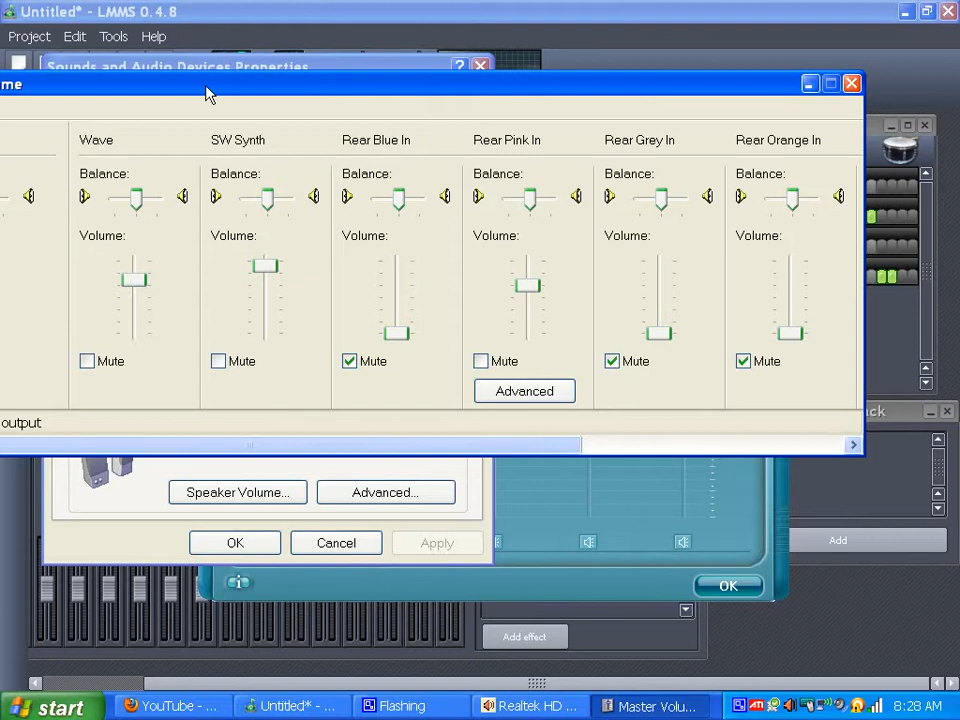 Untitled* - LMMS 0.4.8
Project Edit Tools Help
Sounds and Audio Devices Properties
?
me
Wave SW Synth Rear Blue In Rear Pink In Rear Grey In Rear Orange In
Balance: Balance: Balance: Balance: Balance: Balance:
Volume: Volume: Volume: Volume: Volume: Volume:
Mute Mute Mute Mute Mute Mute
Advanced
ck
output
Speaker Volume... Advanced...
OK Cancel Apply
Add
i
OK
Add effect
start YouTube - ... Untitled* - ... Flashing Realtek HD ... Master Volu... ATI 8:28 AM